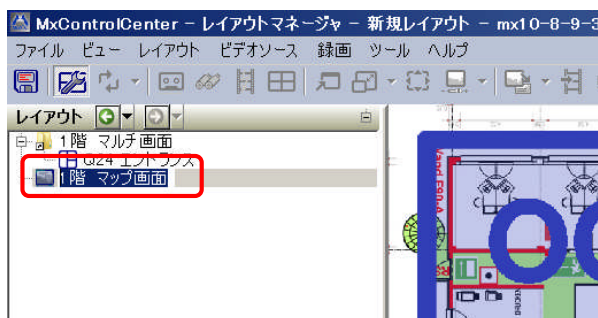 MxControlCenter - レイアウトマネージャ - 新規レイアウト - mx10-8-9-3
ファイル ビュー レイアウト ビデオソース 録画 ツール ヘルプ
レイアウト
1階 マルチ画面
Q24 エントランス
1階 マップ画面